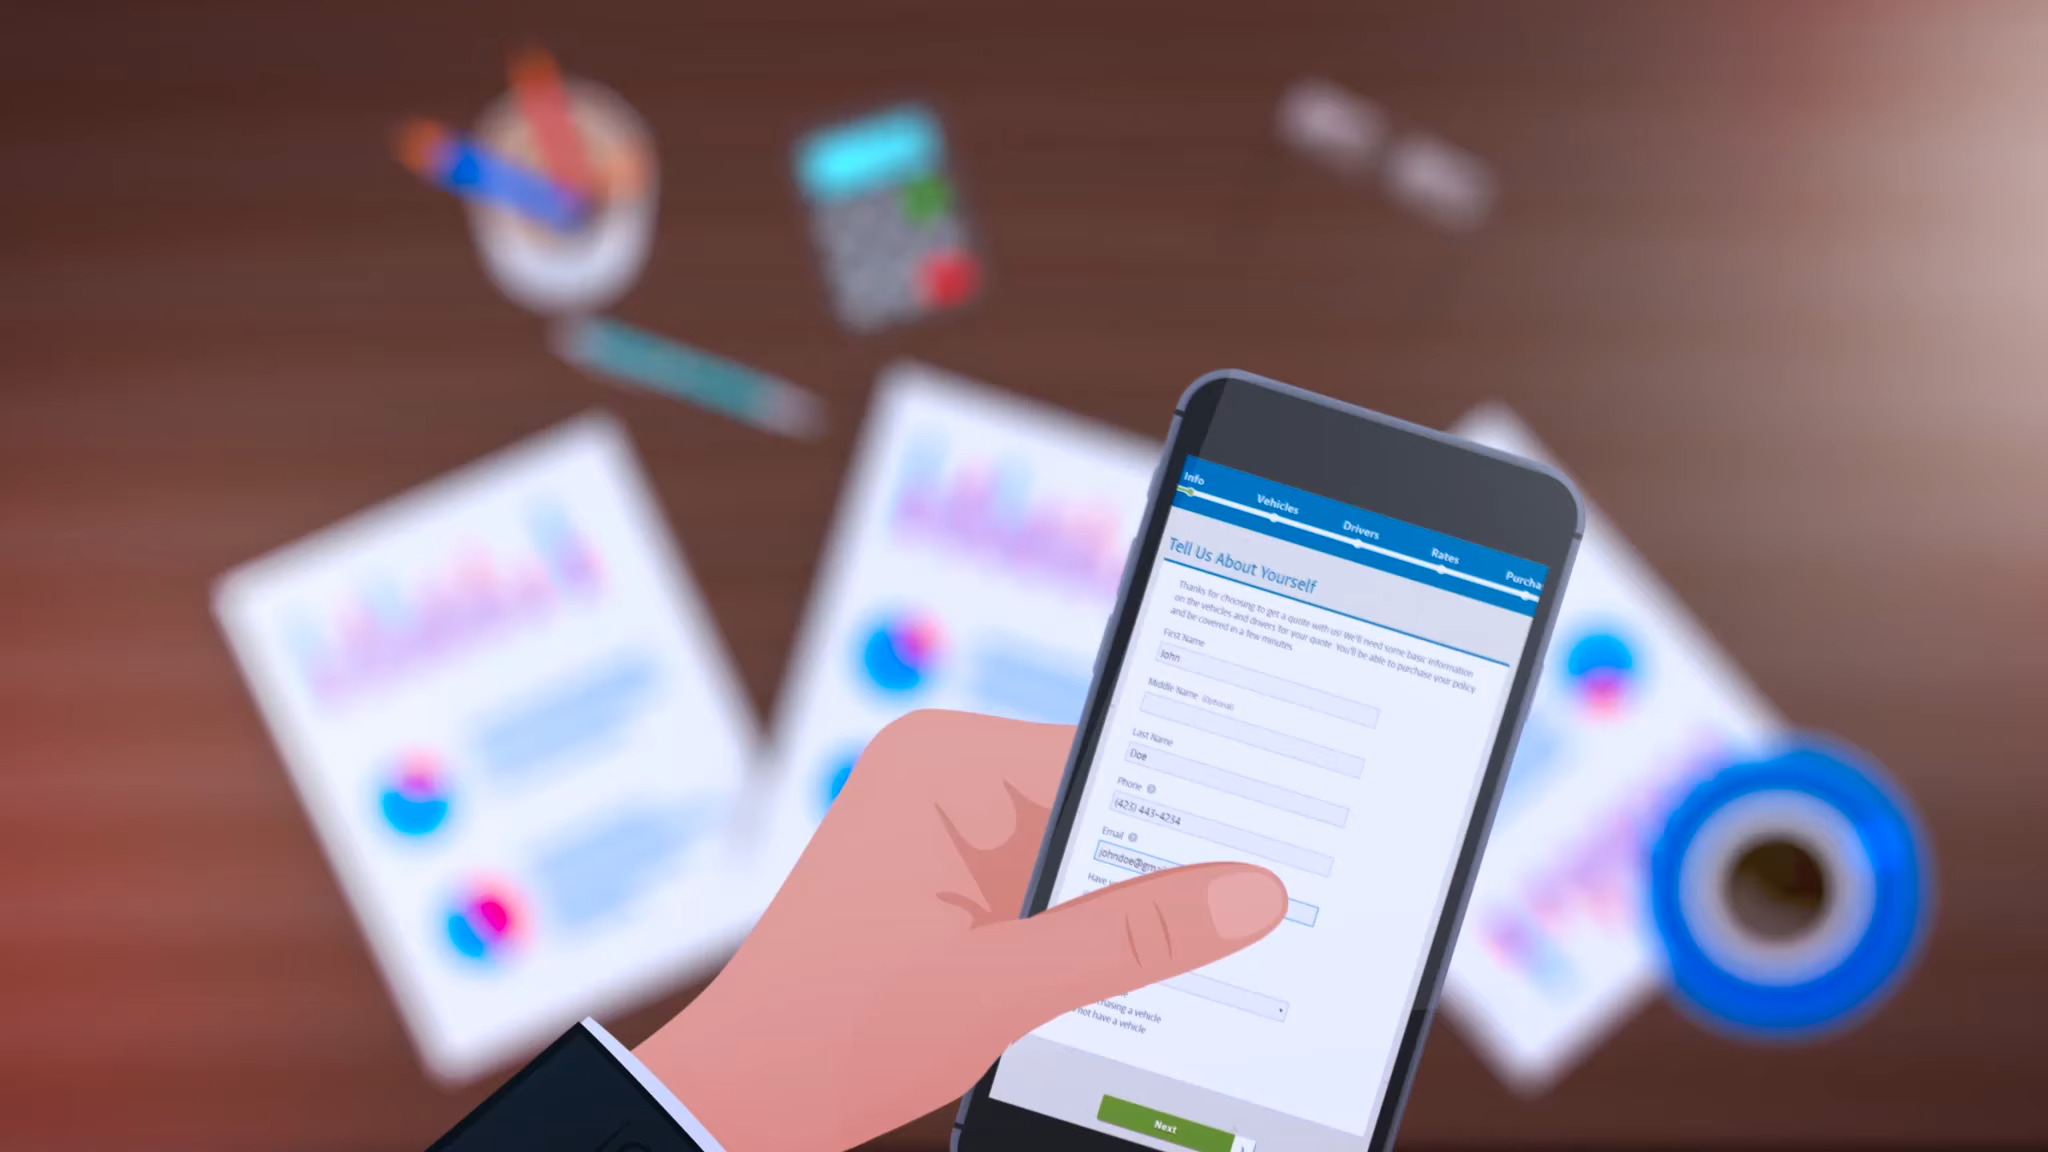 Info
Vehicles
Drivers
Rates
Purcha
Tell Us About Yourself
Thanks for choosing to get a quote with us! We'll need some basic information
on the vehicles and drivers for your quote. You'll be able to purchase your policy
and be covered in a few minutes
First Name
John
Middle Name (Optional)
Last Name
Doe
Phone
(423) 443-4234
Email
johndoe@gma
Have
hasing a vehicle
not have a vehicle
Next